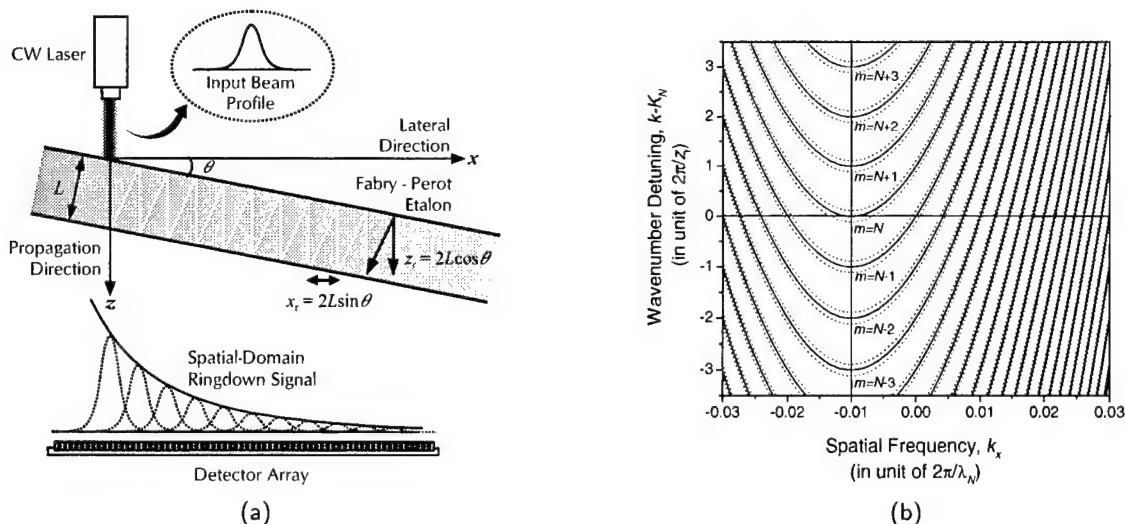 CW Laser
Input Beam
Profile
Lateral
Direction
x
θ
L
Fabry - Perot
Etalon
Propagation
Direction
z
z_r = 2Lcosθ
x_r = 2Lsinθ
Spatial-Domain
Ringdown Signal
Detector Array
(a)
Wavenumber Detuning, k-K_N
(in unit of 2π/z_r)
3
2
1
0
-1
-2
-3
m=N+3
m=N+2
m=N+1
m=N
m=N-1
m=N-2
m=N-3
-0.03 -0.02 -0.01 0.00 0.01 0.02 0.03
Spatial Frequency, k_x
(in unit of 2π/λ_N)
(b)